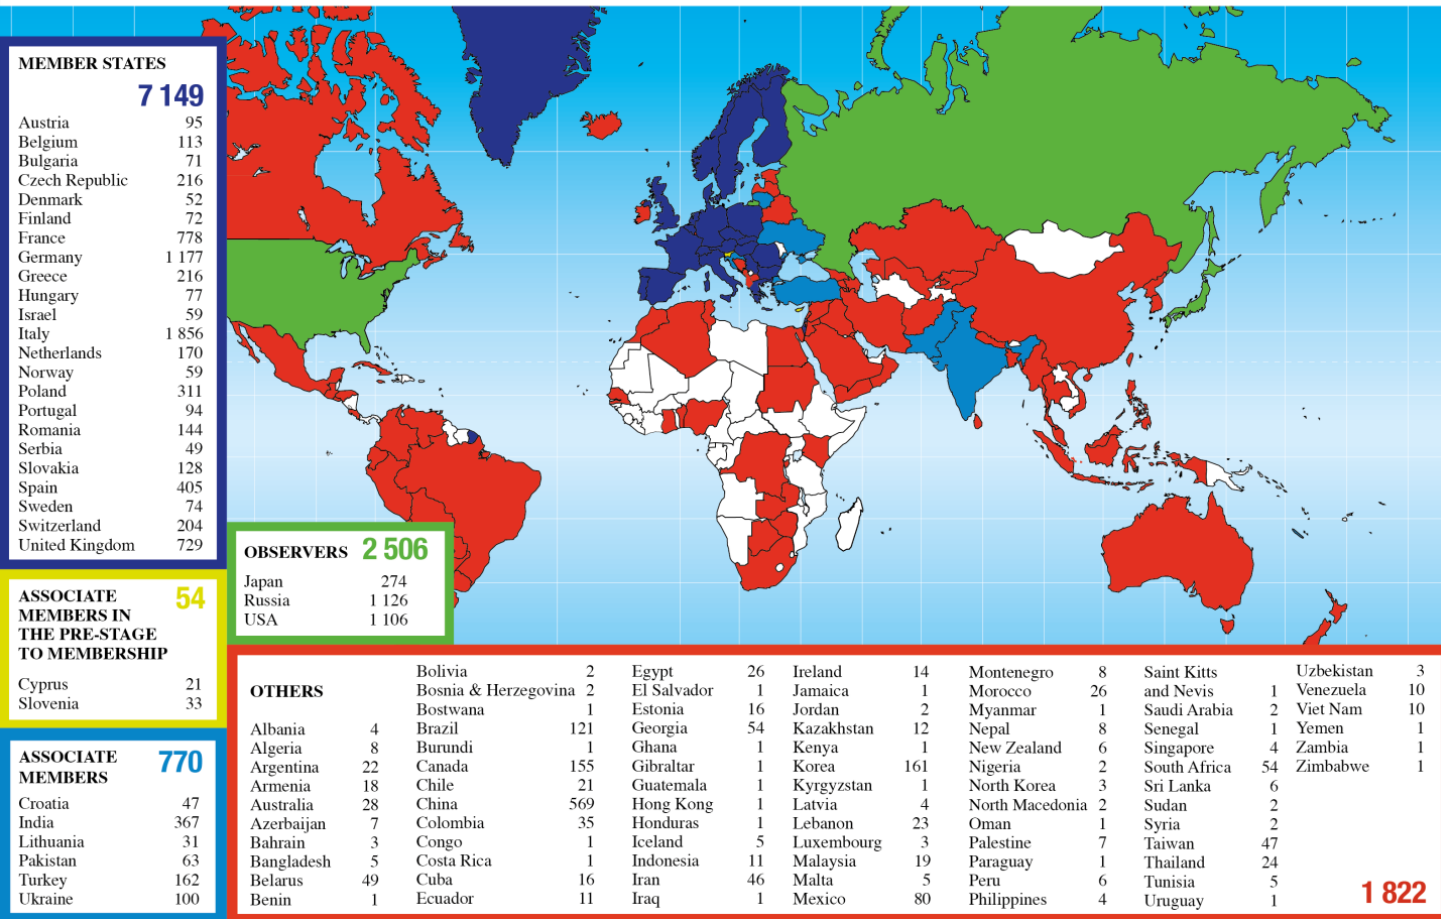 MEMBER STATES
7 149
Austria 95
Belgium 113
Bulgaria 71
Czech Republic 216
Denmark 52
Finland 72
France 778
Germany 1 177
Greece 216
Hungary 77
Israel 59
Italy 1 856
Netherlands 170
Norway 59
Poland 311
Portugal 94
Romania 144
Serbia 49
Slovakia 128
Spain 405
Sweden 74
Switzerland 204
United Kingdom 729
ASSOCIATE 54
MEMBERS IN
THE PRE-STAGE
TO MEMBERSHIP
Cyprus 21
Slovenia 33
ASSOCIATE 770
MEMBERS
Croatia 47
India 367
Lithuania 31
Pakistan 63
Turkey 162
Ukraine 100
OBSERVERS 2 506
Japan 274
Russia 1 126
USA 1 106
OTHERS
Albania 4
Algeria 8
Argentina 22
Armenia 18
Australia 28
Azerbaijan 7
Bahrain 3
Bangladesh 5
Belarus 49
Benin 1
Bolivia 2
Bosnia & Herzegovina 2
Bostwana 1
Brazil 121
Burundi 1
Canada 155
Chile 21
China 569
Colombia 35
Congo 1
Costa Rica 1
Cuba 16
Ecuador 11
Egypt 26
El Salvador 1
Estonia 16
Georgia 54
Ghana 1
Gibraltar 1
Guatemala 1
Hong Kong 1
Honduras 1
Iceland 5
Indonesia 11
Iran 46
Iraq 1
Ireland 14
Jamaica 1
Jordan 2
Kazakhstan 12
Kenya 1
Korea 161
Kyrgyzstan 1
Latvia 4
Lebanon 23
Luxembourg 3
Malaysia 19
Malta 5
Mexico 80
Montenegro 8
Morocco 26
Myanmar 1
Nepal 8
New Zealand 6
Nigeria 2
North Korea 3
North Macedonia 2
Oman 1
Palestine 7
Paraguay 1
Peru 6
Philippines 4
Saint Kitts
and Nevis 1
Saudi Arabia 2
Senegal 1
Singapore 4
South Africa 54
Sri Lanka 6
Sudan 2
Syria 2
Taiwan 47
Thailand 24
Tunisia 5
Uruguay 1
Uzbekistan 3
Venezuela 10
Viet Nam 10
Yemen 1
Zambia 1
Zimbabwe 1
1 822